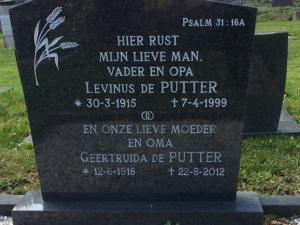 PSALM 31:16A
HIER RUST
MIJN LIEVE MAN,
VADER EN OPA
LEVINUS DE PUTTER
* 30-3-1915 † 7-4-1999
EN ONZE LIEVE MOEDER
EN OMA
GEERTRUIDA DE PUTTER
* 12-6-1918 † 22-8-2012